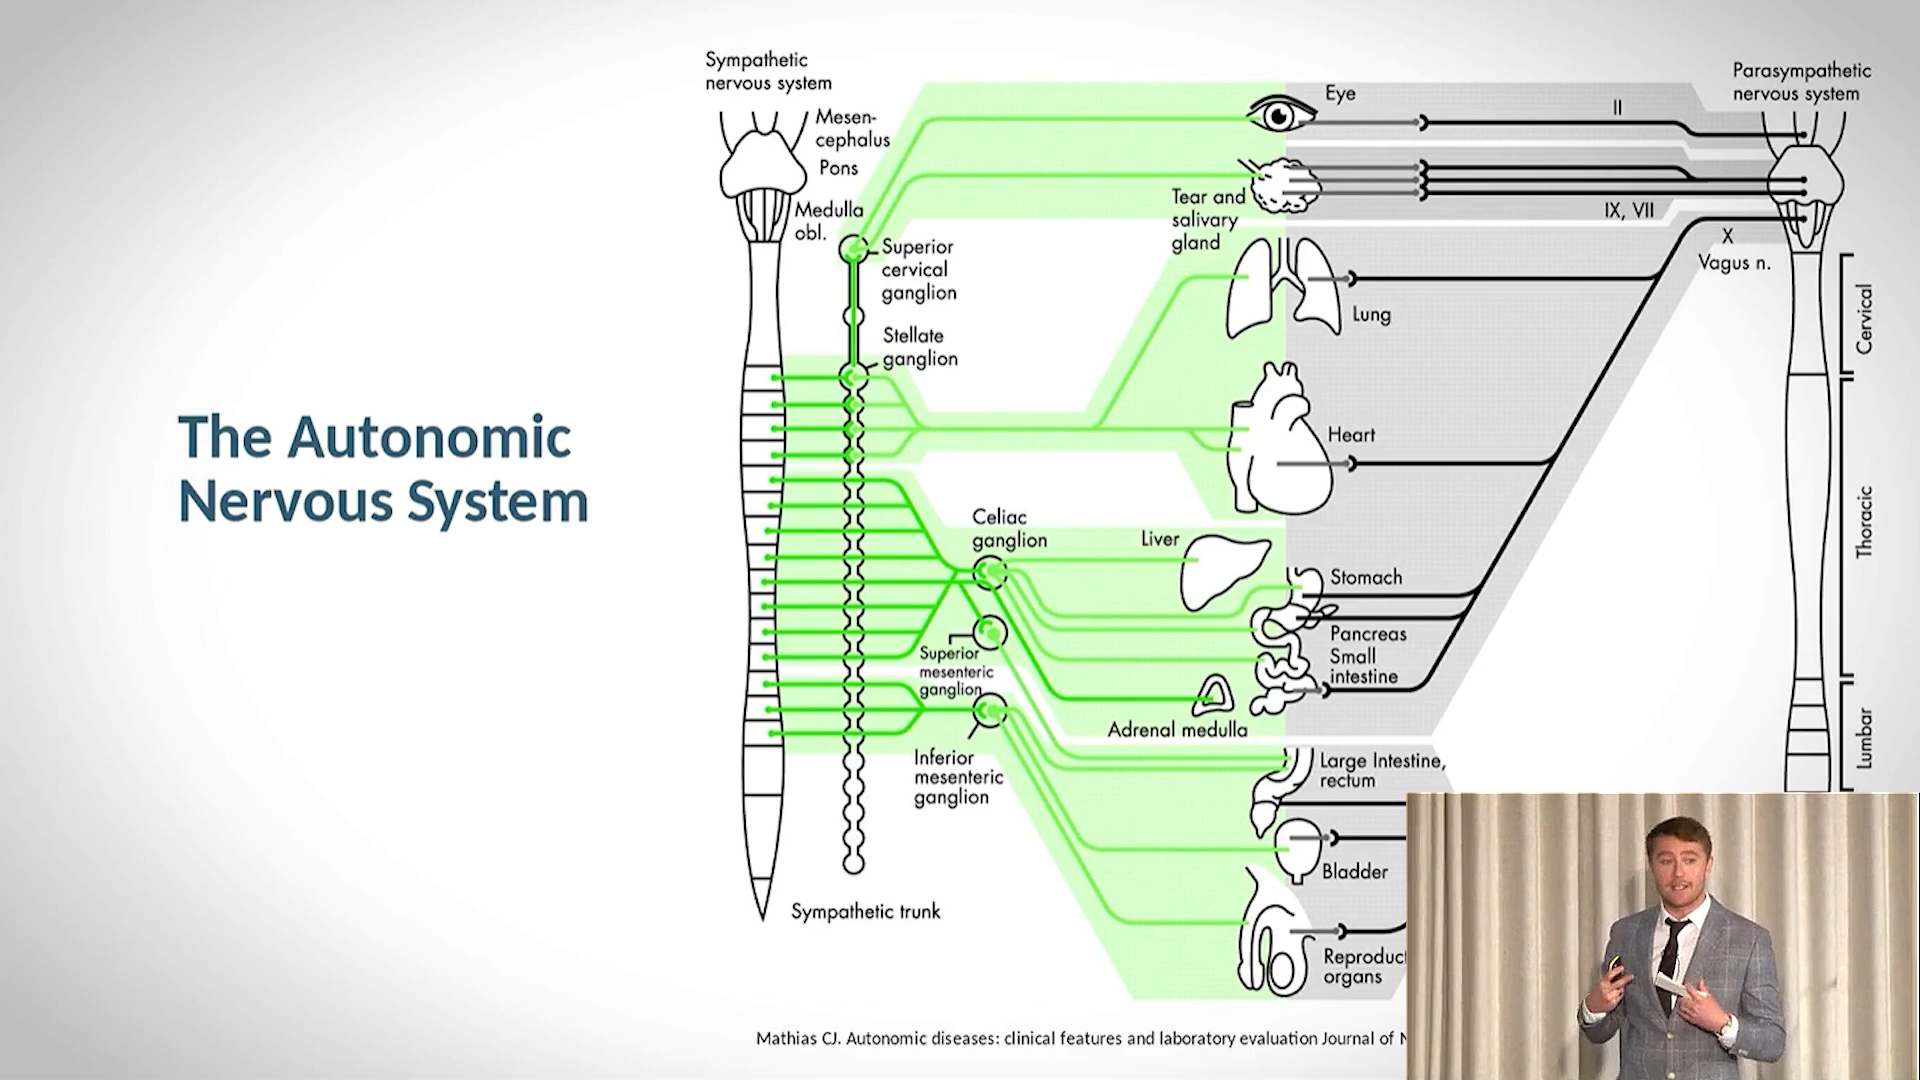 The Autonomic
Nervous System
Sympathetic
nervous system
Mesen-
cephalus
Pons
Medulla
obl.
Superior
cervical
ganglion
Stellate
ganglion
Celiac
ganglion
Superior
mesenteric
ganglion
Inferior
mesenteric
ganglion
Sympathetic trunk
Eye
Tear and
salivary
gland
Lung
Heart
Liver
Stomach
Pancreas
Small
intestine
Adrenal medulla
Large Intestine,
rectum
Bladder
Reproduc
organs
Parasympathetic
nervous system
II
IX, VII
X
Vagus n.
Cervical
Thoracic
Lumbar
Mathias CJ. Autonomic diseases: clinical features and laboratory evaluation Journal of